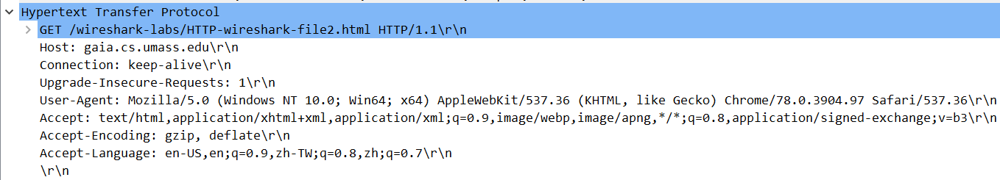 Hypertext Transfer Protocol
GET /wireshark-labs/HTTP-wireshark-file2.html HTTP/1.1\r\n
Host: gaia.cs.umass.edu\r\n
Connection: keep-alive\r\n
Upgrade-Insecure-Requests: 1\r\n
User-Agent: Mozilla/5.0 (Windows NT 10.0; Win64; x64) AppleWebKit/537.36 (KHTML, like Gecko) Chrome/78.0.3904.97 Safari/537.36\r\n
Accept: text/html,application/xhtml+xml,application/xml;q=0.9,image/webp,image/apng,*/*;q=0.8,application/signed-exchange;v=b3\r\n
Accept-Encoding: gzip, deflate\r\n
Accept-Language: en-US,en;q=0.9,zh-TW;q=0.8,zh;q=0.7\r\n
\r\n